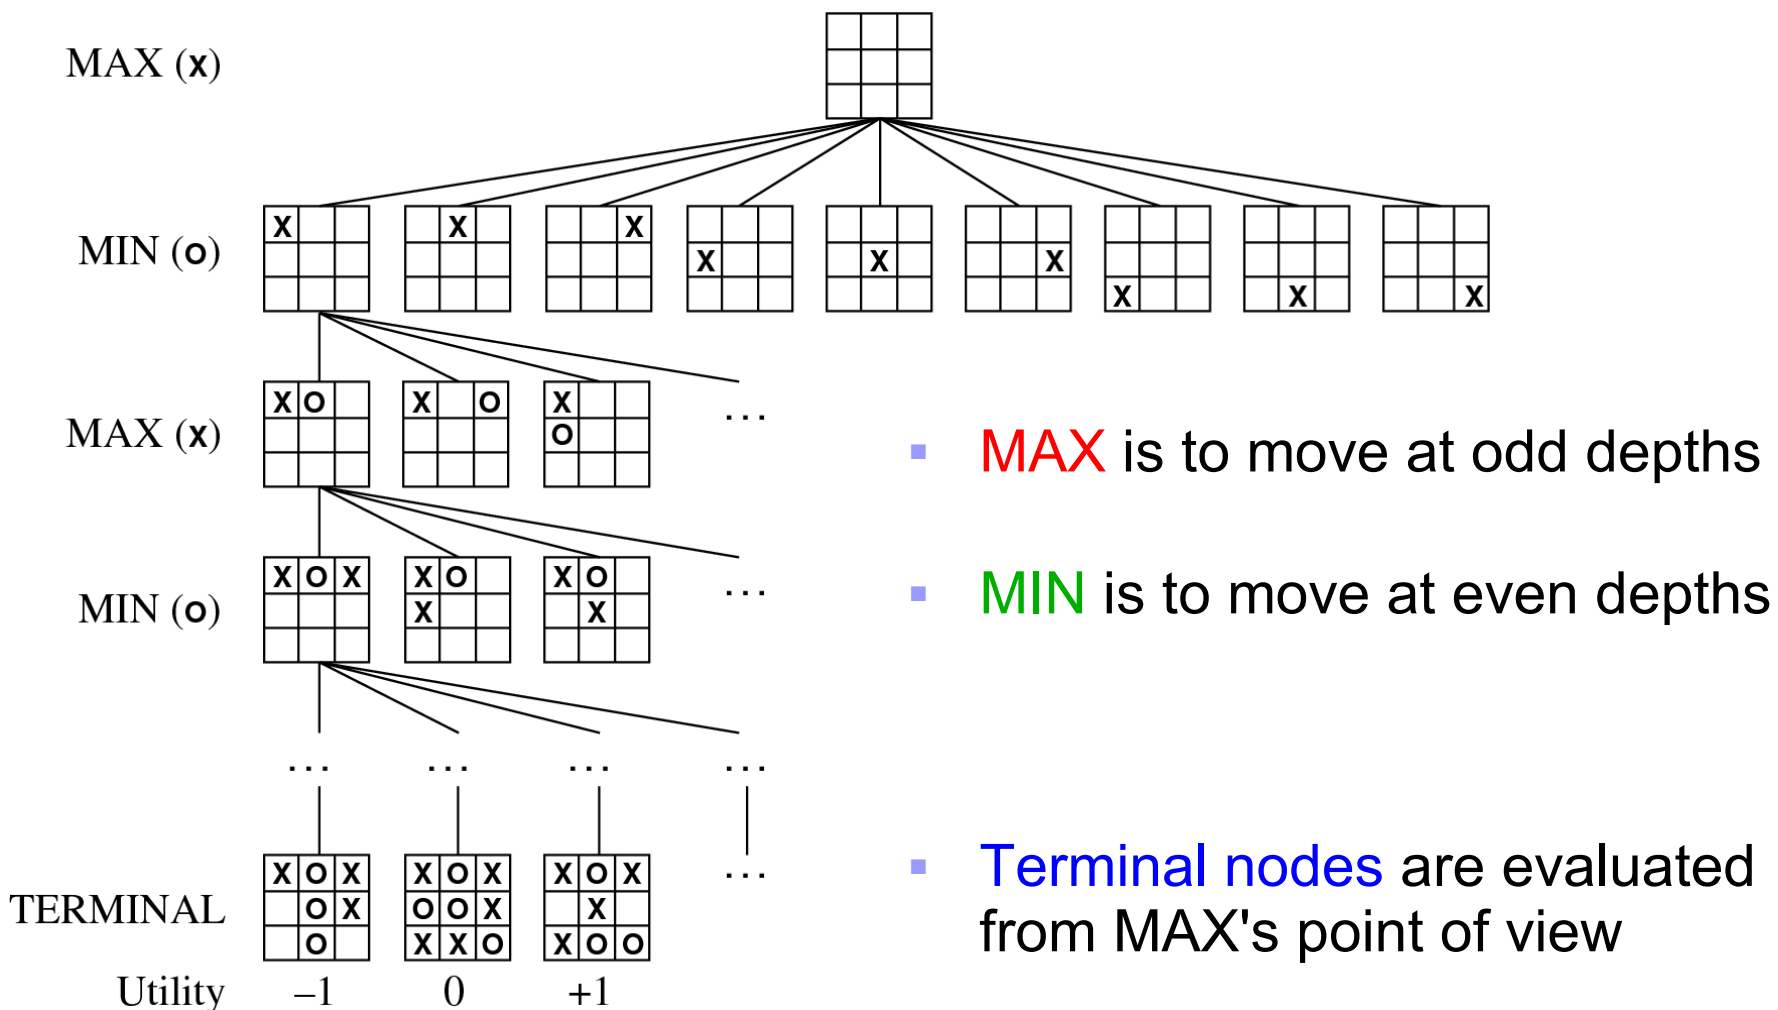 MAX (X)
MIN (O)
X X X X X X X X X
MAX (X)
X O X O X
O
...
MIN (O)
X O X X O X O
X X
...
... ... ... ...
TERMINAL
X O X X O X X O X
O X O O X X
O X X O X O O
...
Utility –1 0 +1
MAX is to move at odd depths
MIN is to move at even depths
Terminal nodes are evaluated
from MAX's point of view